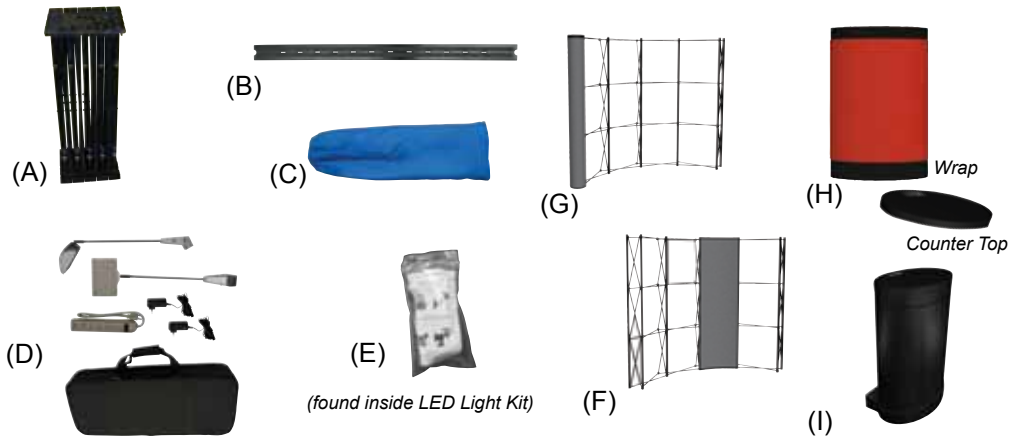 (A)
(B)
(C)
(G)
(H)
Wrap
Counter Top
(D)
(E)
(found inside LED Light Kit)
(F)
(I)